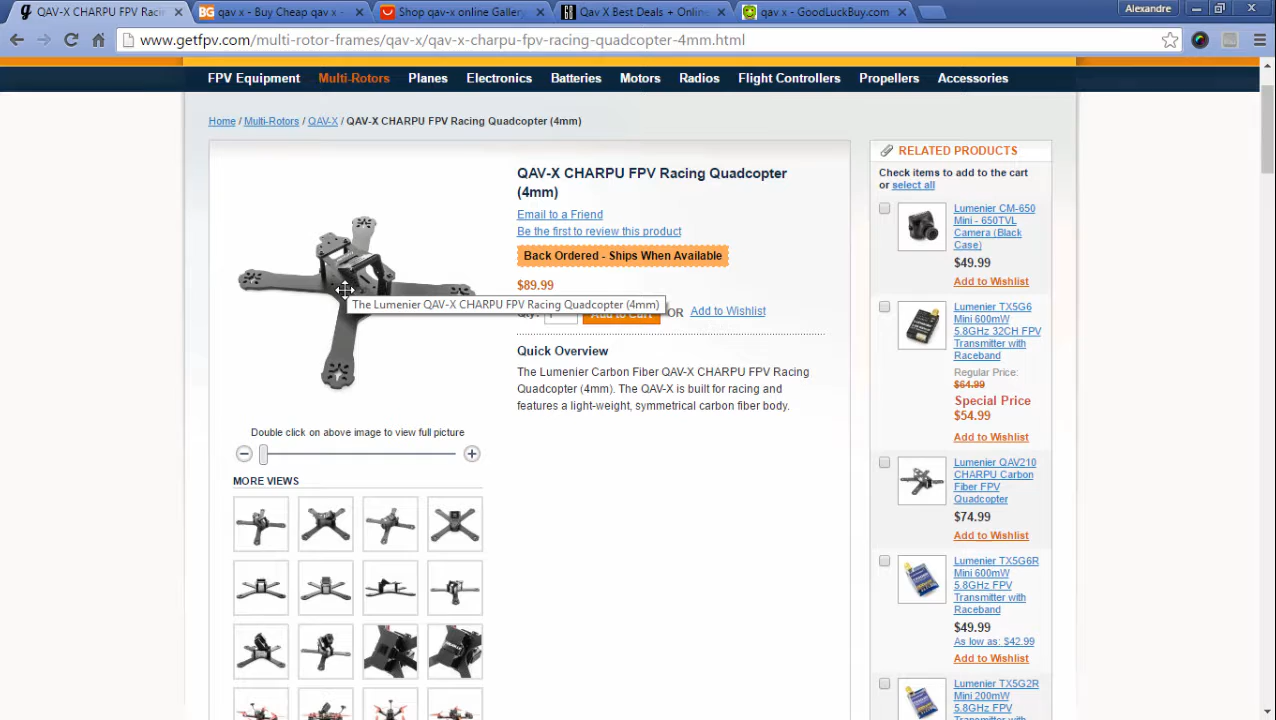 QAV-X CHARPU FPV Racin
qav x - Buy Cheap qav x
Shop qav-x online Gallery
Qav X Best Deals + Online
qav x - GoodLuckBuy.com
Alexandre
www.getfpv.com/multi-rotor-frames/qav-x/qav-x-charpu-fpv-racing-quadcopter-4mm.html
FPV Equipment Multi-Rotors Planes Electronics Batteries Motors Radios Flight Controllers Propellers Accessories
Home / Multi-Rotors / QAV-X / QAV-X CHARPU FPV Racing Quadcopter (4mm)
QAV-X CHARPU FPV Racing Quadcopter
(4mm)
Email to a Friend
Be the first to review this product
Back Ordered - Ships When Available
$89.99
The Lumenier QAV-X CHARPU FPV Racing Quadcopter (4mm)
Qty: Add to Cart OR Add to Wishlist
Quick Overview
The Lumenier Carbon Fiber QAV-X CHARPU FPV Racing
Quadcopter (4mm). The QAV-X is built for racing and
features a light-weight, symmetrical carbon fiber body.
Double click on above image to view full picture
MORE VIEWS
RELATED PRODUCTS
Check items to add to the cart
or select all
Lumenier CM-650
Mini - 650TVL
Camera (Black
Case)
$49.99
Add to Wishlist
Lumenier TX5G6
Mini 600mW
5.8GHz 32CH FPV
Transmitter with
Raceband
Regular Price:
$64.99
Special Price
$54.99
Add to Wishlist
Lumenier QAV210
CHARPU Carbon
Fiber FPV
Quadcopter
$74.99
Add to Wishlist
Lumenier TX5G6R
Mini 600mW
5.8GHz FPV
Transmitter with
Raceband
$49.99
As low as: $42.99
Add to Wishlist
Lumenier TX5G2R
Mini 200mW
5.8GHz FPV
Transmitter with